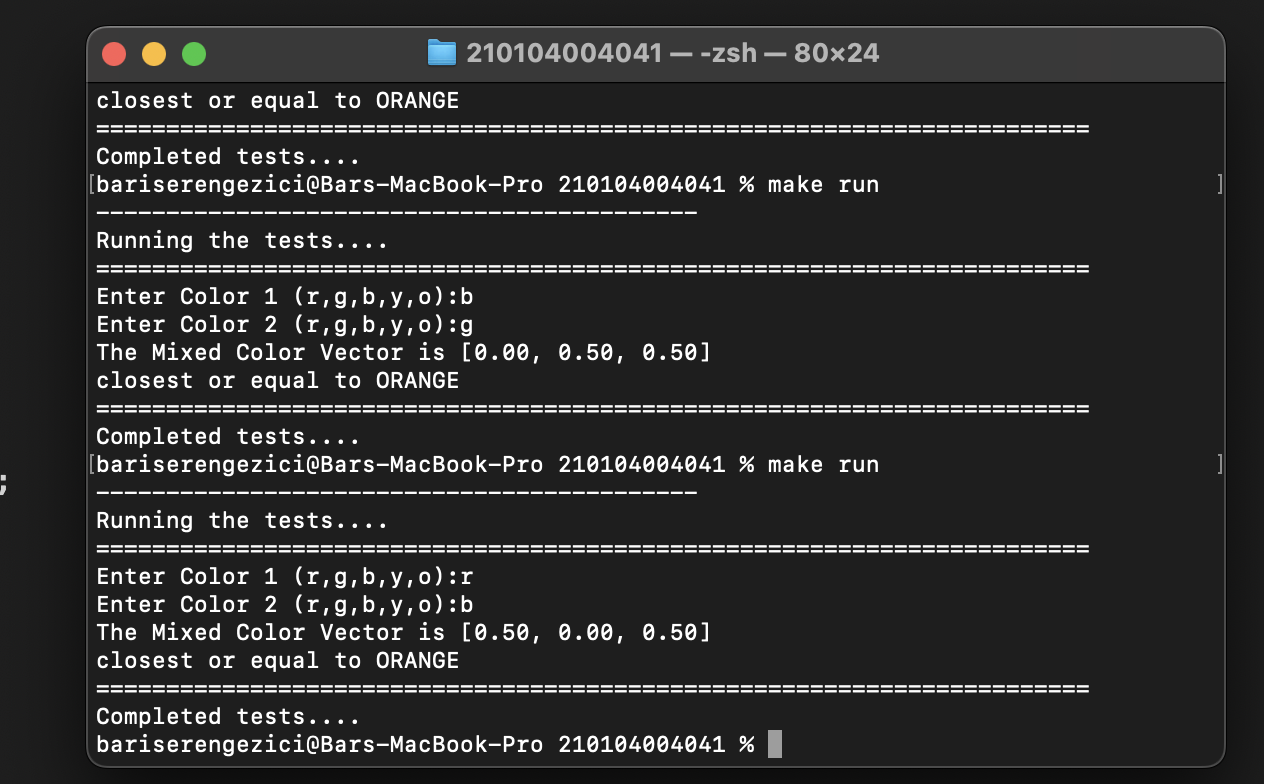 210104004041 — -zsh — 80×24
closest or equal to ORANGE
=======================================================================
Completed tests....
[bariserengezici@Bars-MacBook-Pro 210104004041 % make run ]
-------------------------------------------
Running the tests....
=======================================================================
Enter Color 1 (r,g,b,y,o):b
Enter Color 2 (r,g,b,y,o):g
The Mixed Color Vector is [0.00, 0.50, 0.50]
closest or equal to ORANGE
=======================================================================
Completed tests....
[bariserengezici@Bars-MacBook-Pro 210104004041 % make run ]
-------------------------------------------
; 
Running the tests....
=======================================================================
Enter Color 1 (r,g,b,y,o):r
Enter Color 2 (r,g,b,y,o):b
The Mixed Color Vector is [0.50, 0.00, 0.50]
closest or equal to ORANGE
=======================================================================
Completed tests....
bariserengezici@Bars-MacBook-Pro 210104004041 %